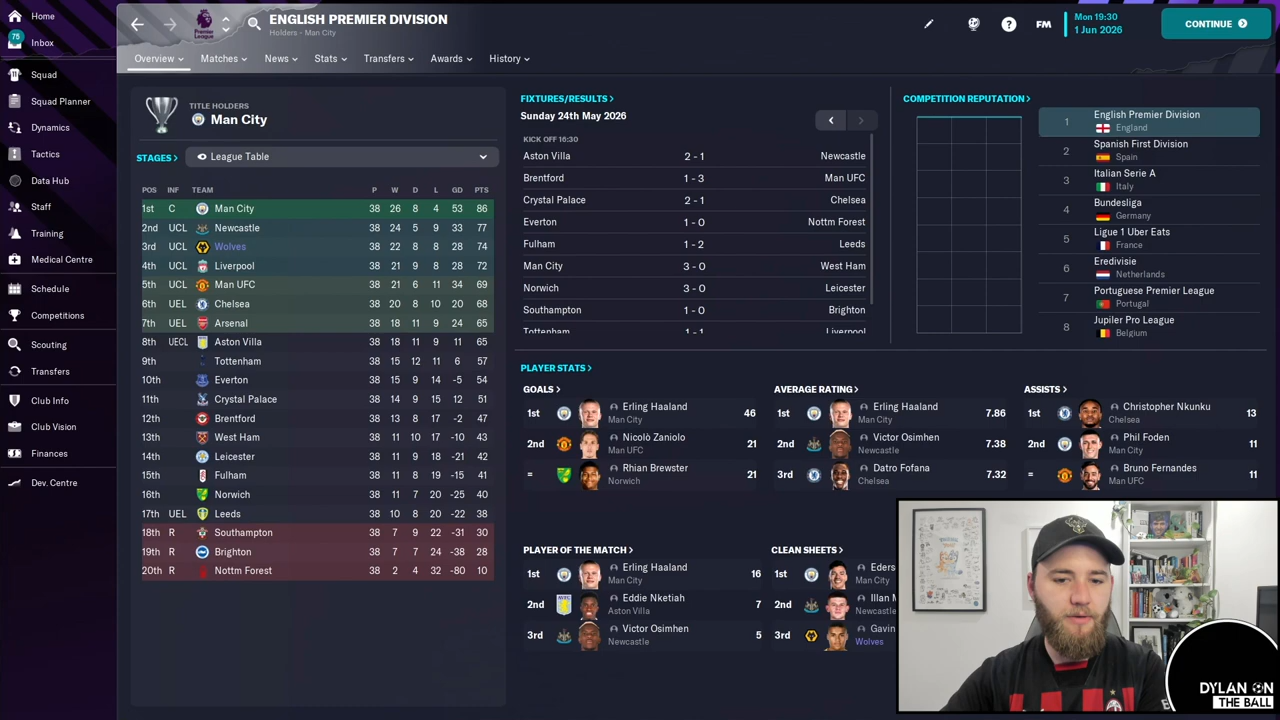 Home
75
Inbox
Squad
Squad Planner
Dynamics
Tactics
Data Hub
Staff
Training
Medical Centre
Schedule
Competitions
Scouting
Transfers
Club Info
Club Vision
Finances
Dev. Centre
Premier League
ENGLISH PREMIER DIVISION
Holders - Man City
?
FM
Mon 19:30
1 Jun 2026
CONTINUE
Overview
Matches
News
Stats
Transfers
Awards
History
TITLE HOLDERS
Man City
STAGES
League Table
POS INF TEAM P W D L GD PTS
1st C Man City 38 26 8 4 53 86
2nd UCL Newcastle 38 24 5 9 33 77
3rd UCL Wolves 38 22 8 8 28 74
4th UCL Liverpool 38 21 9 8 28 72
5th UCL Man UFC 38 21 6 11 34 69
6th UEL Chelsea 38 20 8 10 20 68
7th UEL Arsenal 38 18 11 9 24 65
8th UECL Aston Villa 38 18 11 9 11 65
9th Tottenham 38 15 12 11 6 57
10th Everton 38 15 9 14 -5 54
11th Crystal Palace 38 14 9 15 12 51
12th Brentford 38 13 8 17 -2 47
13th West Ham 38 11 10 17 -10 43
14th Leicester 38 11 9 18 -21 42
15th Fulham 38 11 8 19 -15 41
16th Norwich 38 11 7 20 -25 40
17th UEL Leeds 38 10 8 20 -22 38
18th R Southampton 38 7 9 22 -31 30
19th R Brighton 38 7 7 24 -38 28
20th R Nottm Forest 38 2 4 32 -80 10
FIXTURES/RESULTS
Sunday 24th May 2026
KICK OFF 16:30
Aston Villa 2 - 1 Newcastle
Brentford 1 - 3 Man UFC
Crystal Palace 2 - 1 Chelsea
Everton 1 - 0 Nottm Forest
Fulham 1 - 2 Leeds
Man City 3 - 0 West Ham
Norwich 3 - 0 Leicester
Southampton 1 - 0 Brighton
Tottenham 1 - 1 Liverpool
COMPETITION REPUTATION
1 English Premier Division
England
2 Spanish First Division
Spain
3 Italian Serie A
Italy
4 Bundesliga
Germany
5 Ligue 1 Uber Eats
France
6 Eredivisie
Netherlands
7 Portuguese Premier League
Portugal
8 Jupiler Pro League
Belgium
PLAYER STATS
GOALS
1st Erling Haaland 46
Man City
2nd Nicolò Zaniolo 21
Man UFC
= Rhian Brewster 21
Norwich
AVERAGE RATING
1st Erling Haaland 7.86
Man City
2nd Victor Osimhen 7.38
Newcastle
3rd Datro Fofana 7.32
Chelsea
ASSISTS
1st Christopher Nkunku 13
Chelsea
2nd Phil Foden 11
Man City
= Bruno Fernandes 11
Man UFC
PLAYER OF THE MATCH
1st Erling Haaland 16
Man City
2nd Eddie Nketiah 7
Aston Villa
3rd Victor Osimhen 5
Newcastle
CLEAN SHEETS
1st Eders
Man City
2nd Illan M
Newcastle
3rd Gavin
Wolves
DYLAN ON
THE BALL